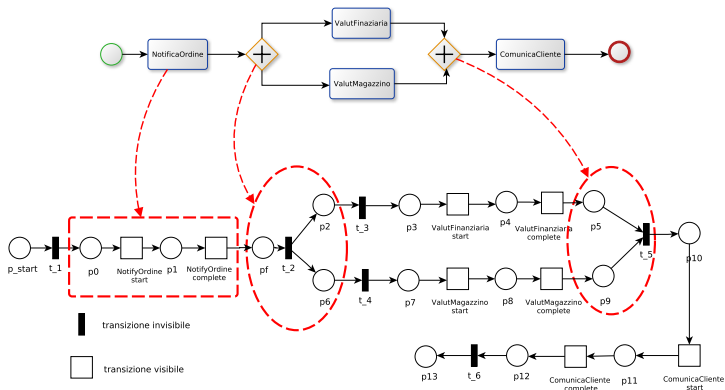 ValutFinaziaria
NotificaOrdine
ComunicaCliente
ValutMagazzino
p2
t_3
p3
ValutFinanziaria
start
p4
ValutFinanziaria
complete
p5
p_start
t_1
p0
NotifyOrdine
start
p1
NotifyOrdine
complete
pf
t_2
t_5
p10
p6
t_4
p7
ValutMagazzino
start
p8
ValutMagazzino
complete
p9
transizione invisibile
transizione visibile
p13
t_6
p12
ComunicaCliente
complete
p11
ComunicaCliente
start